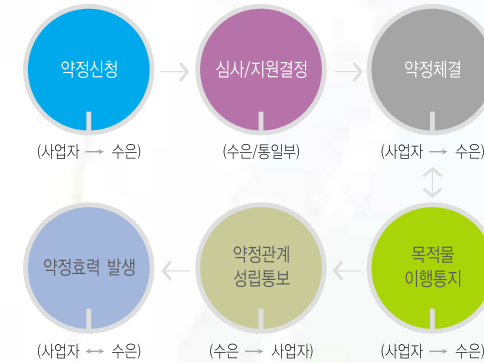 약정신청
심사/지원결정
약정체결
(사업자 → 수은)
(수은/통일부)
(사업자 → 수은)
약정효력 발생
약정관계
성립통보
목적물
이행통지
(사업자 ↔ 수은)
(수은 → 사업자)
(사업자 → 수은)